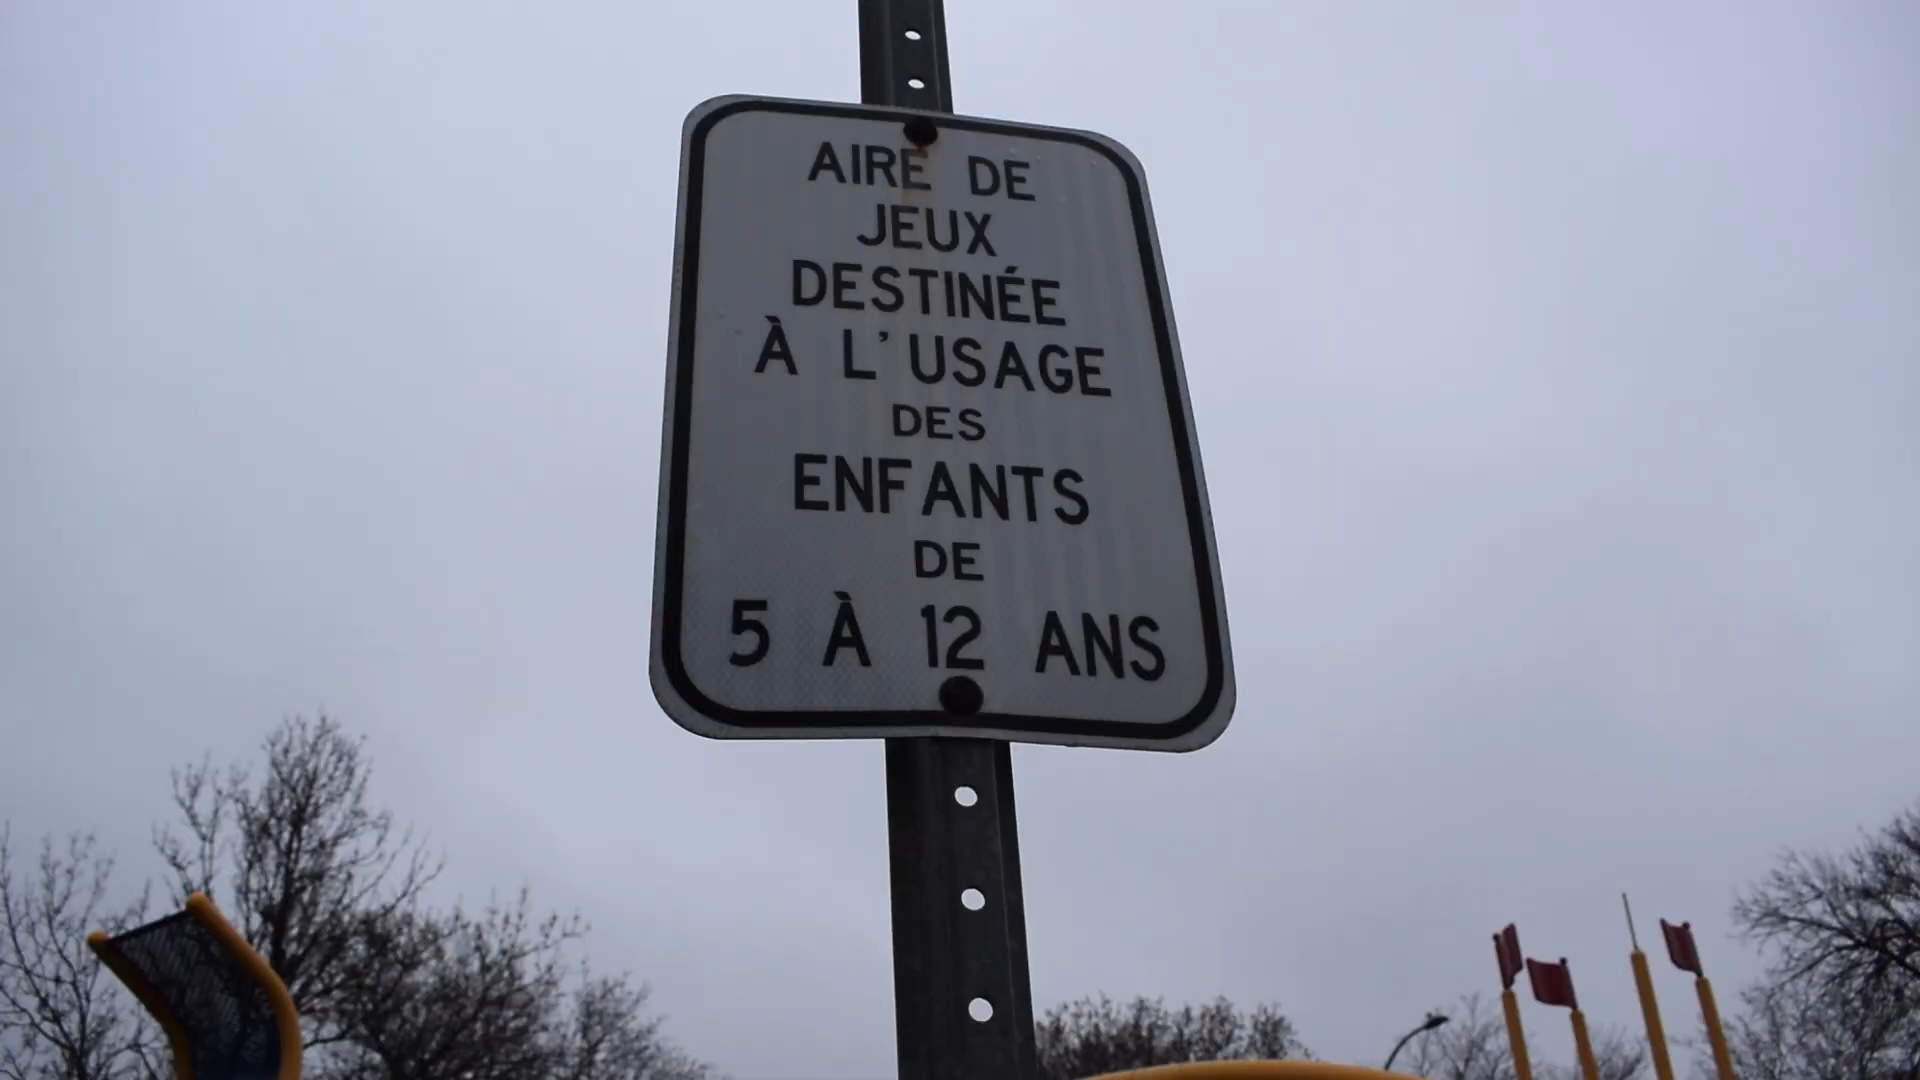 AIRE DE
JEUX
DESTINÉE
À L'USAGE
DES
ENFANTS
DE
5 À 12 ANS